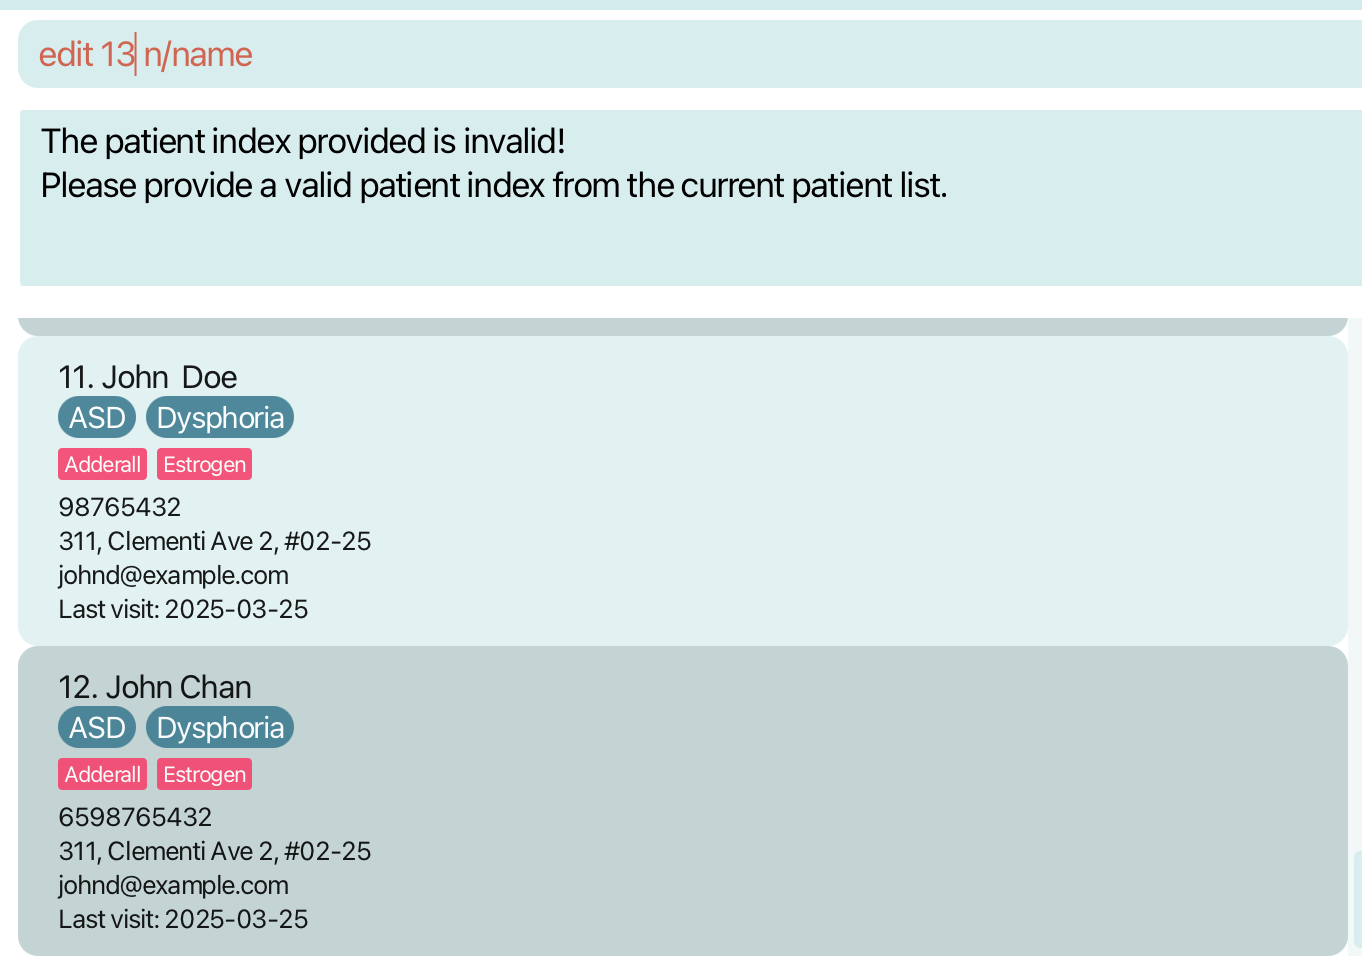 edit 13 n/name
The patient index provided is invalid!
Please provide a valid patient index from the current patient list.
11. John  Doe
ASD Dysphoria
Adderall Estrogen
98765432
311, Clementi Ave 2, #02-25
johnd@example.com
Last visit: 2025-03-25
12. John Chan
ASD Dysphoria
Adderall Estrogen
6598765432
311, Clementi Ave 2, #02-25
johnd@example.com
Last visit: 2025-03-25